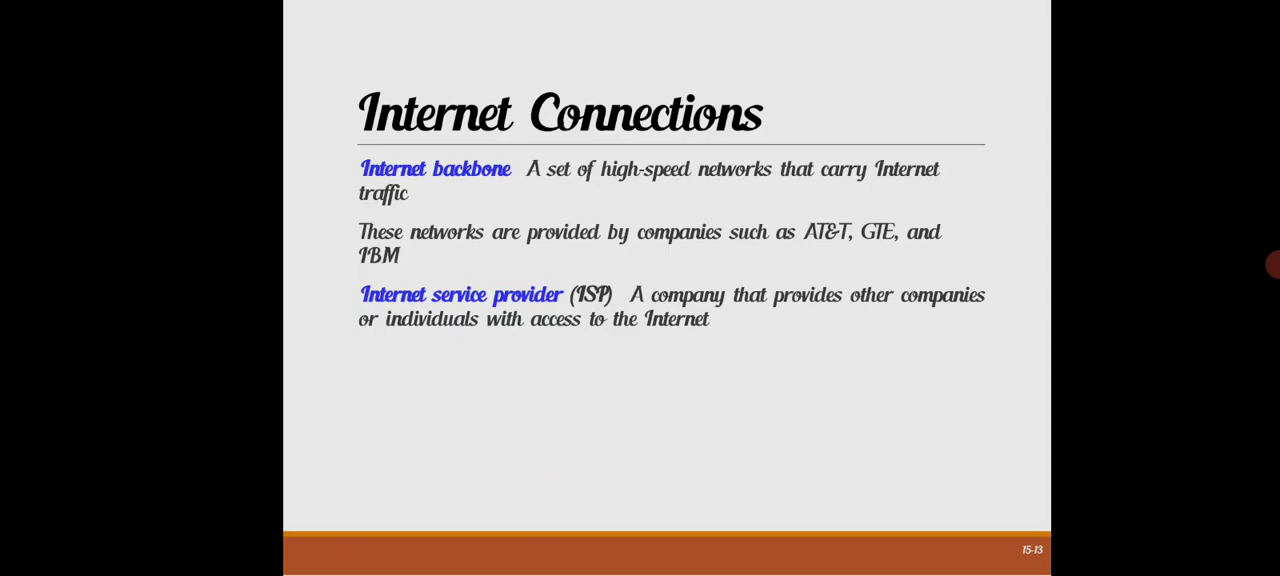 Internet Connections
Internet backbone A set of high-speed networks that carry Internet
traffic
These networks are provided by companies such as AT&T, GTE, and
IBM
Internet service provider (ISP) A company that provides other companies
or individuals with access to the Internet
15-13